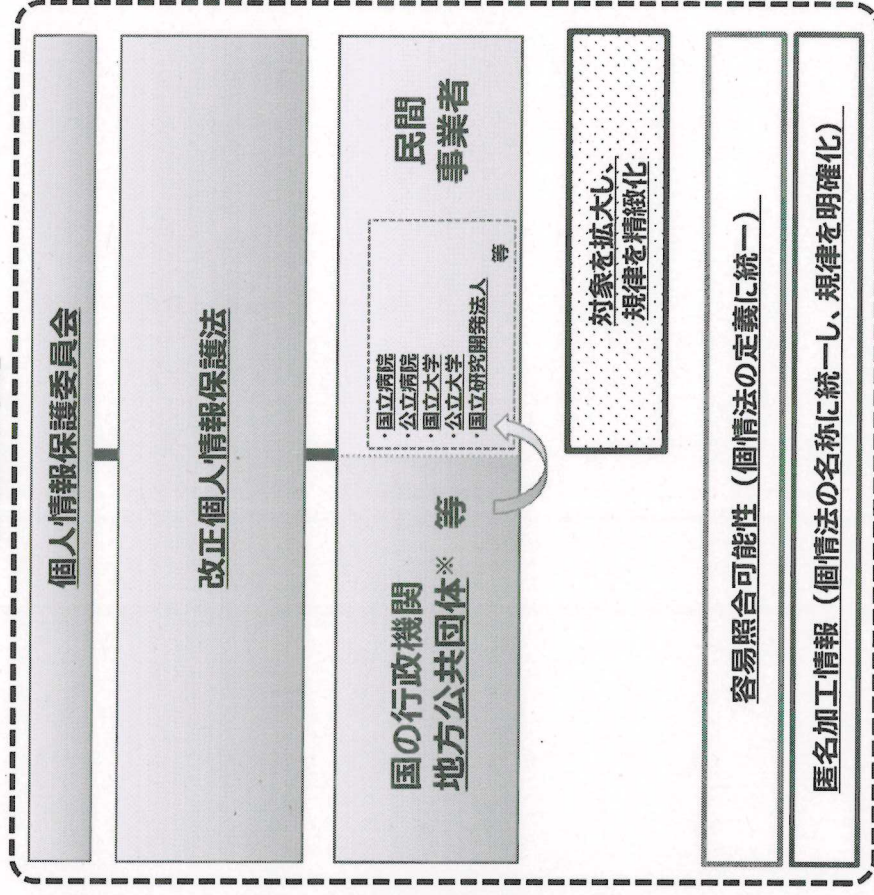 個人情報保護委員会
改正個人情報保護法
国の行政機関
地方公共団体※ 等
・国立病院
・公立病院
・国立大学
・公立大学
・国立研究開発法人
等
民間
事業者
対象を拡大し、
規律を精緻化
容易照合可能性（個情法の定義に統一）
匿名加工情報（個情法の名称に統一し、規律を明確化）